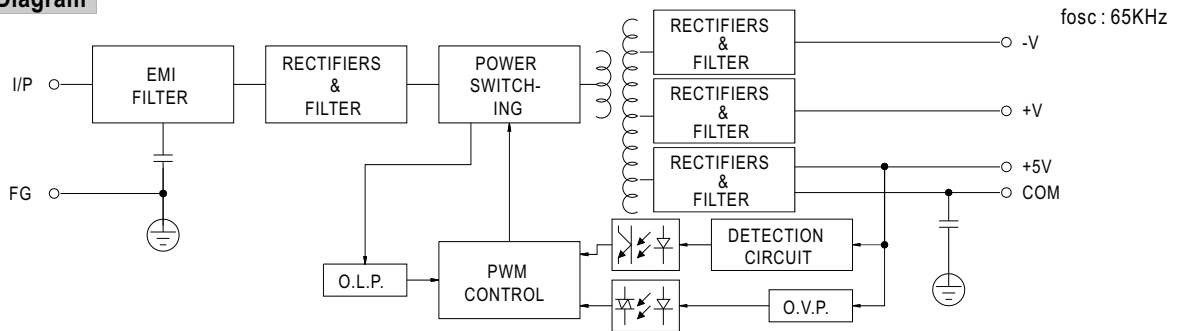 Diagram
fosc : 65KHz
I/P
EMI
FILTER
RECTIFIERS
&
FILTER
POWER
SWITCH-
ING
RECTIFIERS
&
FILTER
-V
RECTIFIERS
&
FILTER
+V
RECTIFIERS
&
FILTER
+5V
COM
FG
O.L.P.
PWM
CONTROL
DETECTION
CIRCUIT
O.V.P.